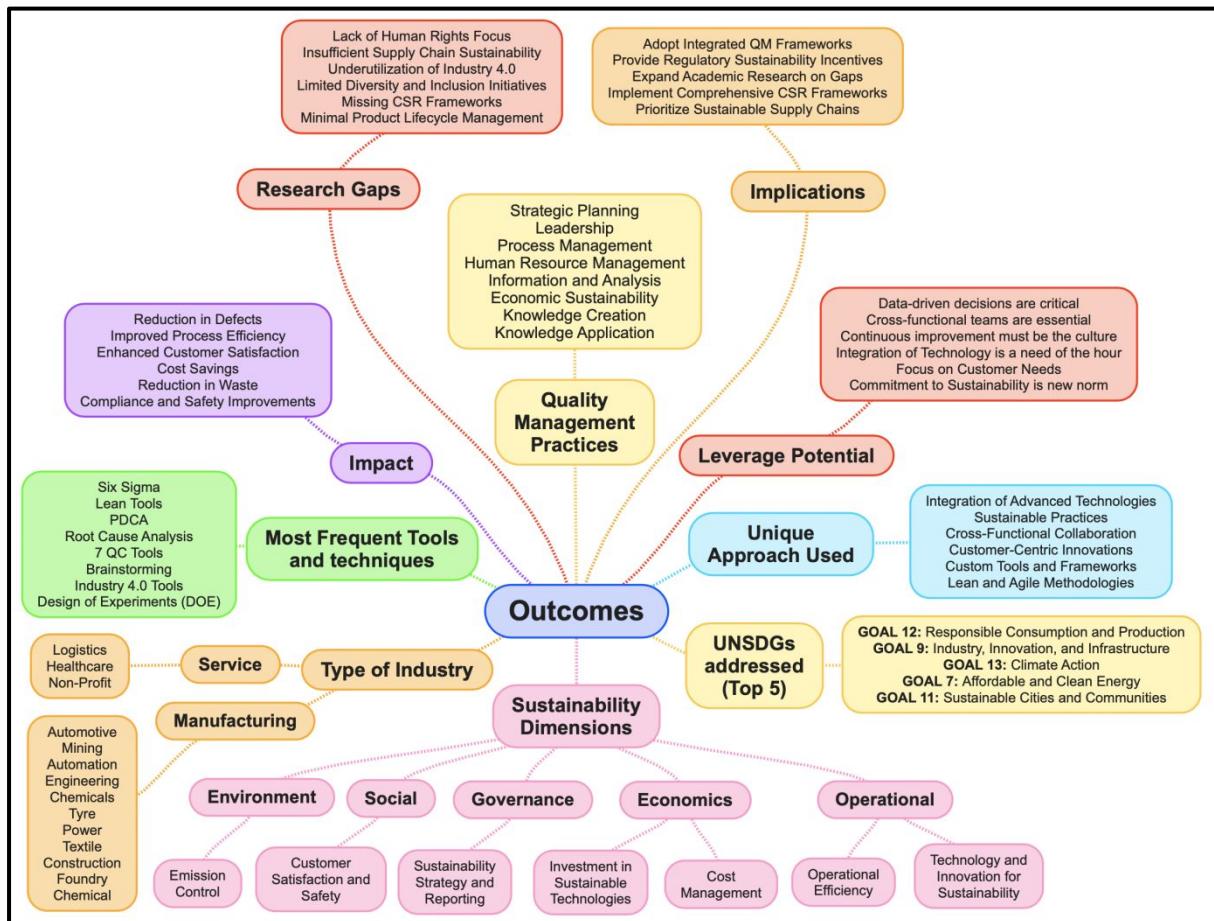 Lack of Human Rights Focus
Insufficient Supply Chain Sustainability
Underutilization of Industry 4.0
Limited Diversity and Inclusion Initiatives
Missing CSR Frameworks
Minimal Product Lifecycle Management
Research Gaps
Adopt Integrated QM Frameworks
Provide Regulatory Sustainability Incentives
Expand Academic Research on Gaps
Implement Comprehensive CSR Frameworks
Prioritize Sustainable Supply Chains
Implications
Strategic Planning
Leadership
Process Management
Human Resource Management
Information and Analysis
Economic Sustainability
Knowledge Creation
Knowledge Application
Quality
Management
Practices
Reduction in Defects
Improved Process Efficiency
Enhanced Customer Satisfaction
Cost Savings
Reduction in Waste
Compliance and Safety Improvements
Impact
Data-driven decisions are critical
Cross-functional teams are essential
Continuous improvement must be the culture
Integration of Technology is a need of the hour
Focus on Customer Needs
Commitment to Sustainability is new norm
Leverage Potential
Six Sigma
Lean Tools
PDCA
Root Cause Analysis
7 QC Tools
Brainstorming
Industry 4.0 Tools
Design of Experiments (DOE)
Most Frequent Tools
and techniques
Unique
Approach Used
Integration of Advanced Technologies
Sustainable Practices
Cross-Functional Collaboration
Customer-Centric Innovations
Custom Tools and Frameworks
Lean and Agile Methodologies
Outcomes
UNSDGs
addressed
(Top 5)
GOAL 12: Responsible Consumption and Production
GOAL 9: Industry, Innovation, and Infrastructure
GOAL 13: Climate Action
GOAL 7: Affordable and Clean Energy
GOAL 11: Sustainable Cities and Communities
Logistics
Healthcare
Non-Profit
Service
Type of Industry
Manufacturing
Automotive
Mining
Automation
Engineering
Chemicals
Tyre
Power
Textile
Construction
Foundry
Chemical
Sustainability
Dimensions
Environment
Social
Governance
Economics
Operational
Emission
Control
Customer
Satisfaction and
Safety
Sustainability
Strategy and
Reporting
Investment in
Sustainable
Technologies
Cost
Management
Operational
Efficiency
Technology and
Innovation for
Sustainability